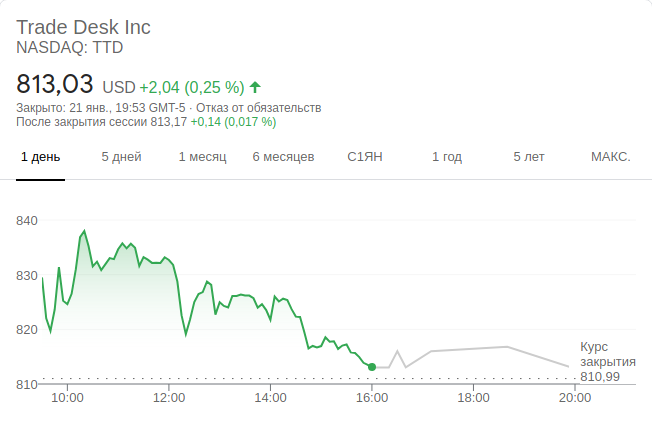 Trade Desk Inc
NASDAQ: TTD
813,03 USD +2,04 (0,25 %)
Закрыто: 21 янв., 19:53 GMT-5 · Отказ от обязательств
После закрытия сессии 813,17 +0,14 (0,017 %)
1 день 5 дней 1 месяц 6 месяцев С1ЯН 1 год 5 лет МАКС.
840
830
820
810
Курс
закрытия
810,99
10:00 12:00 14:00 16:00 18:00 20:00